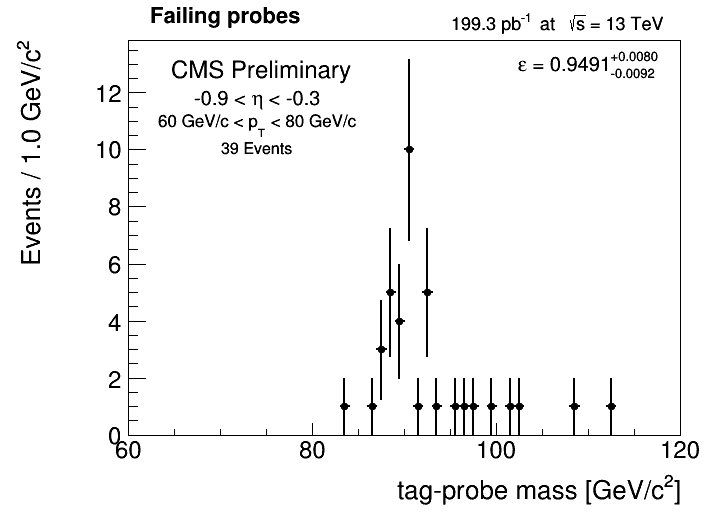 Failing probes
199.3 pb⁻¹ at √s = 13 TeV
CMS Preliminary
-0.9 < η < -0.3
60 GeV/c < p_T < 80 GeV/c
39 Events
ε = 0.9491 +0.0080 -0.0092
Events / 1.0 GeV/c²
12
10
8
6
4
2
0
60 80 100 120
tag-probe mass [GeV/c²]